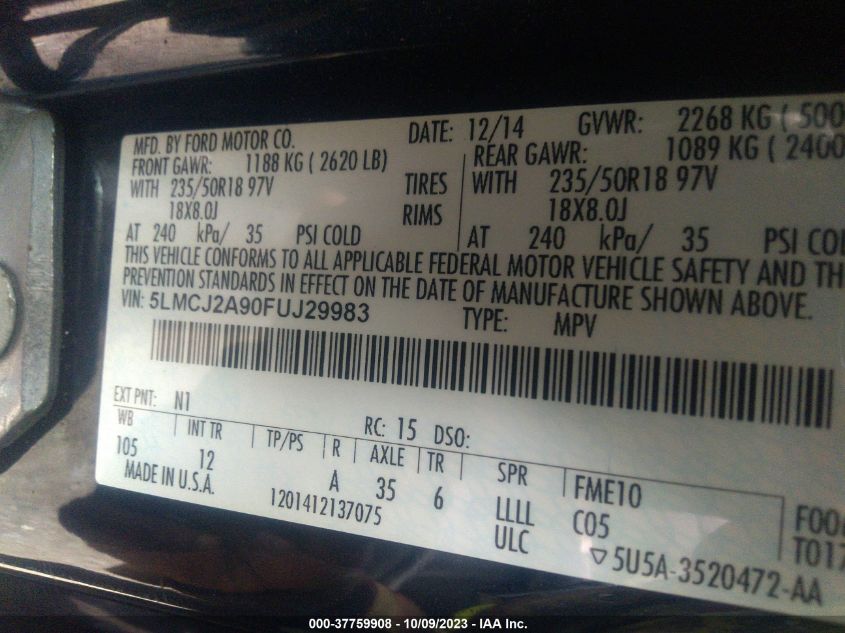 MFD. BY FORD MOTOR CO. DATE: 12/14 GVWR: 2268 KG ( 500
FRONT GAWR: 1188 KG ( 2620 LB) REAR GAWR: 1089 KG ( 2400
WITH 235/50R18 97V TIRES WITH 235/50R18 97V
18X8.0J RIMS 18X8.0J
AT 240 kPa/ 35 PSI COLD AT 240 kPa/ 35 PSI COL
THIS VEHICLE CONFORMS TO ALL APPLICABLE FEDERAL MOTOR VEHICLE SAFETY AND TH
PREVENTION STANDARDS IN EFFECT ON THE DATE OF MANUFACTURE SHOWN ABOVE.
VIN: 5LMCJ2A90FUJ29983 TYPE: MPV
EXT PNT: N1 RC: 15 DSO:
WB INT TR TP/PS R AXLE TR SPR FME10
105 12 A 35 6 LLLL C05 F006
MADE IN U.S.A. 1201412137075 ULC 5U5A-3520472-AA T017
000-37759908 - 10/09/2023 - IAA Inc.